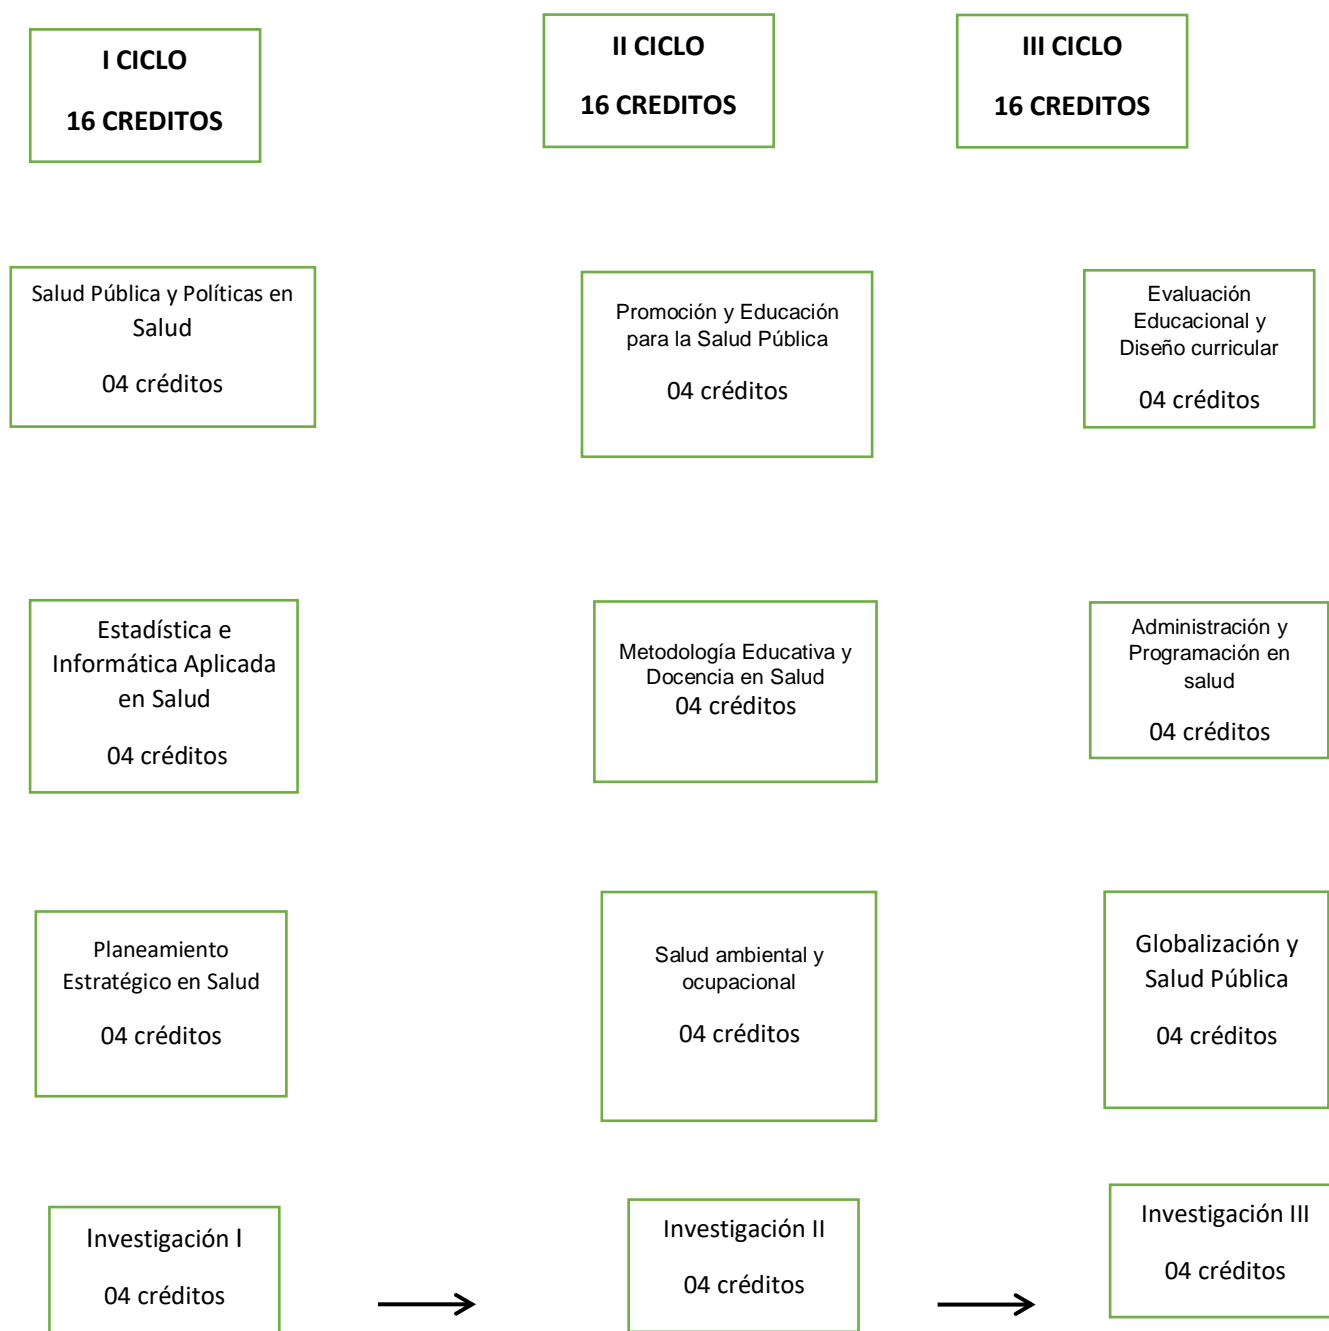 I CICLO
16 CREDITOS
II CICLO
16 CREDITOS
III CICLO
16 CREDITOS
Salud Pública y Políticas en
Salud
04 créditos
Promoción y Educación
para la Salud Pública
04 créditos
Evaluación
Educacional y
Diseño curricular
04 créditos
Estadística e
Informática Aplicada
en Salud
04 créditos
Metodología Educativa y
Docencia en Salud
04 créditos
Administración y
Programación en
salud
04 créditos
Planeamiento
Estratégico en Salud
04 créditos
Salud ambiental y
ocupacional
04 créditos
Globalización y
Salud Pública
04 créditos
Investigación I
04 créditos
Investigación II
04 créditos
Investigación III
04 créditos